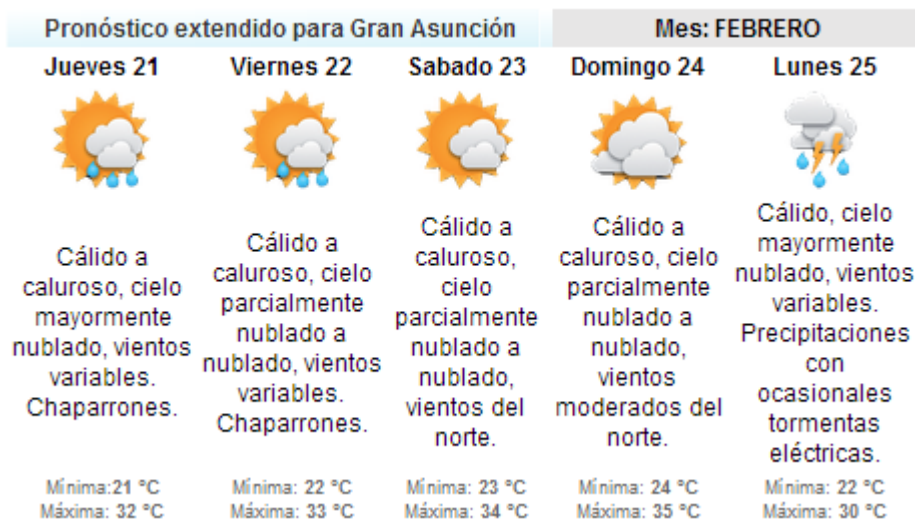 Pronóstico extendido para Gran Asunción
Mes: FEBRERO
Jueves 21
Viernes 22
Sabado 23
Domingo 24
Lunes 25
Cálido a
caluroso, cielo
mayormente
nublado, vientos
variables.
Chaparrones.
Cálido a
caluroso, cielo
parcialmente
nublado a
nublado, vientos
variables.
Chaparrones.
Cálido a
caluroso,
cielo
parcialmente
nublado a
nublado,
vientos del
norte.
Cálido a
caluroso, cielo
parcialmente
nublado a
nublado,
vientos
moderados del
norte.
Cálido, cielo
mayormente
nublado, vientos
variables.
Precipitaciones
con
ocasionales
tormentas
eléctricas.
Mínima:21 °C
Máxima: 32 °C
Mínima: 22 °C
Máxima: 33 °C
Mínima: 23 °C
Máxima: 34 °C
Mínima: 24 °C
Máxima: 35 °C
Mínima: 22 °C
Máxima: 30 °C